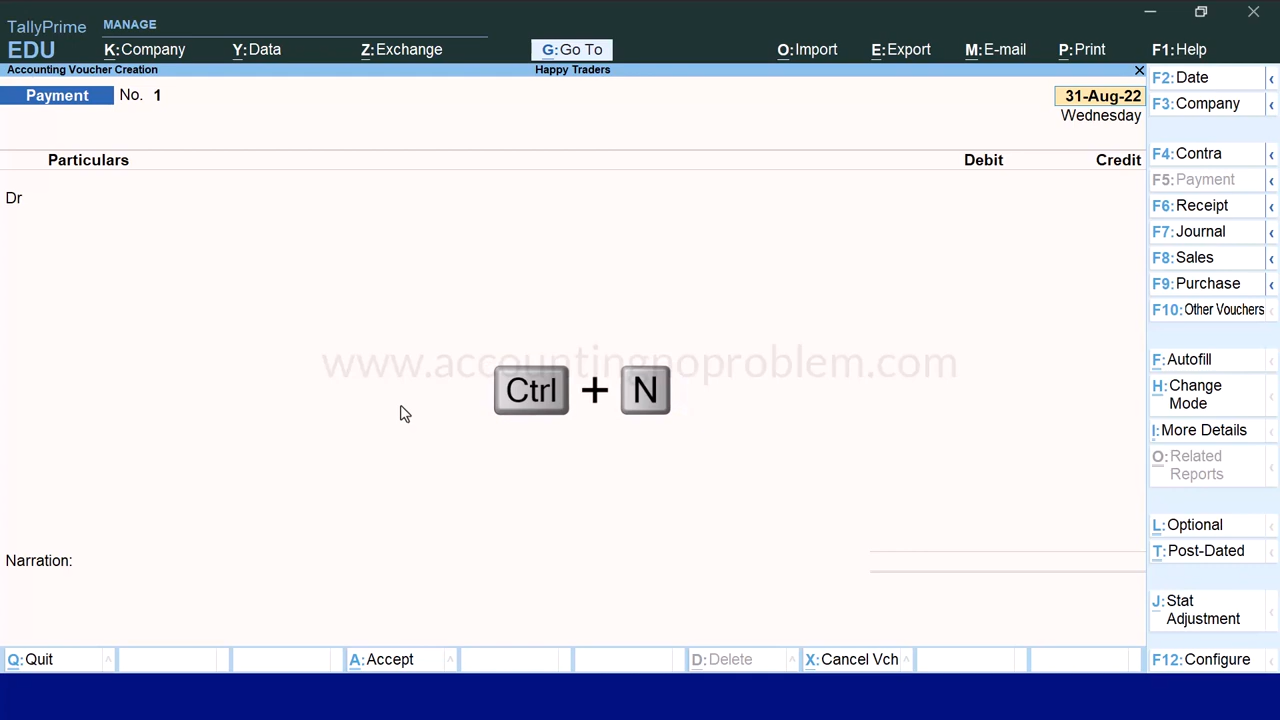 TallyPrime
EDU
MANAGE
K:Company Y:Data Z:Exchange G:Go To O:Import E:Export M:E-mail P:Print F1:Help
Accounting Voucher Creation Happy Traders
Payment No. 1 31-Aug-22
Wednesday
Particulars Debit Credit
Dr
www.accountingnoproblem.com
Ctrl + N
Narration:
F2:Date
F3:Company
F4:Contra
F5:Payment
F6:Receipt
F7:Journal
F8:Sales
F9:Purchase
F10:Other Vouchers
F:Autofill
H:Change
Mode
I:More Details
O:Related
Reports
L:Optional
T:Post-Dated
J:Stat
Adjustment
Q:Quit A:Accept D:Delete X:Cancel Vch F12:Configure